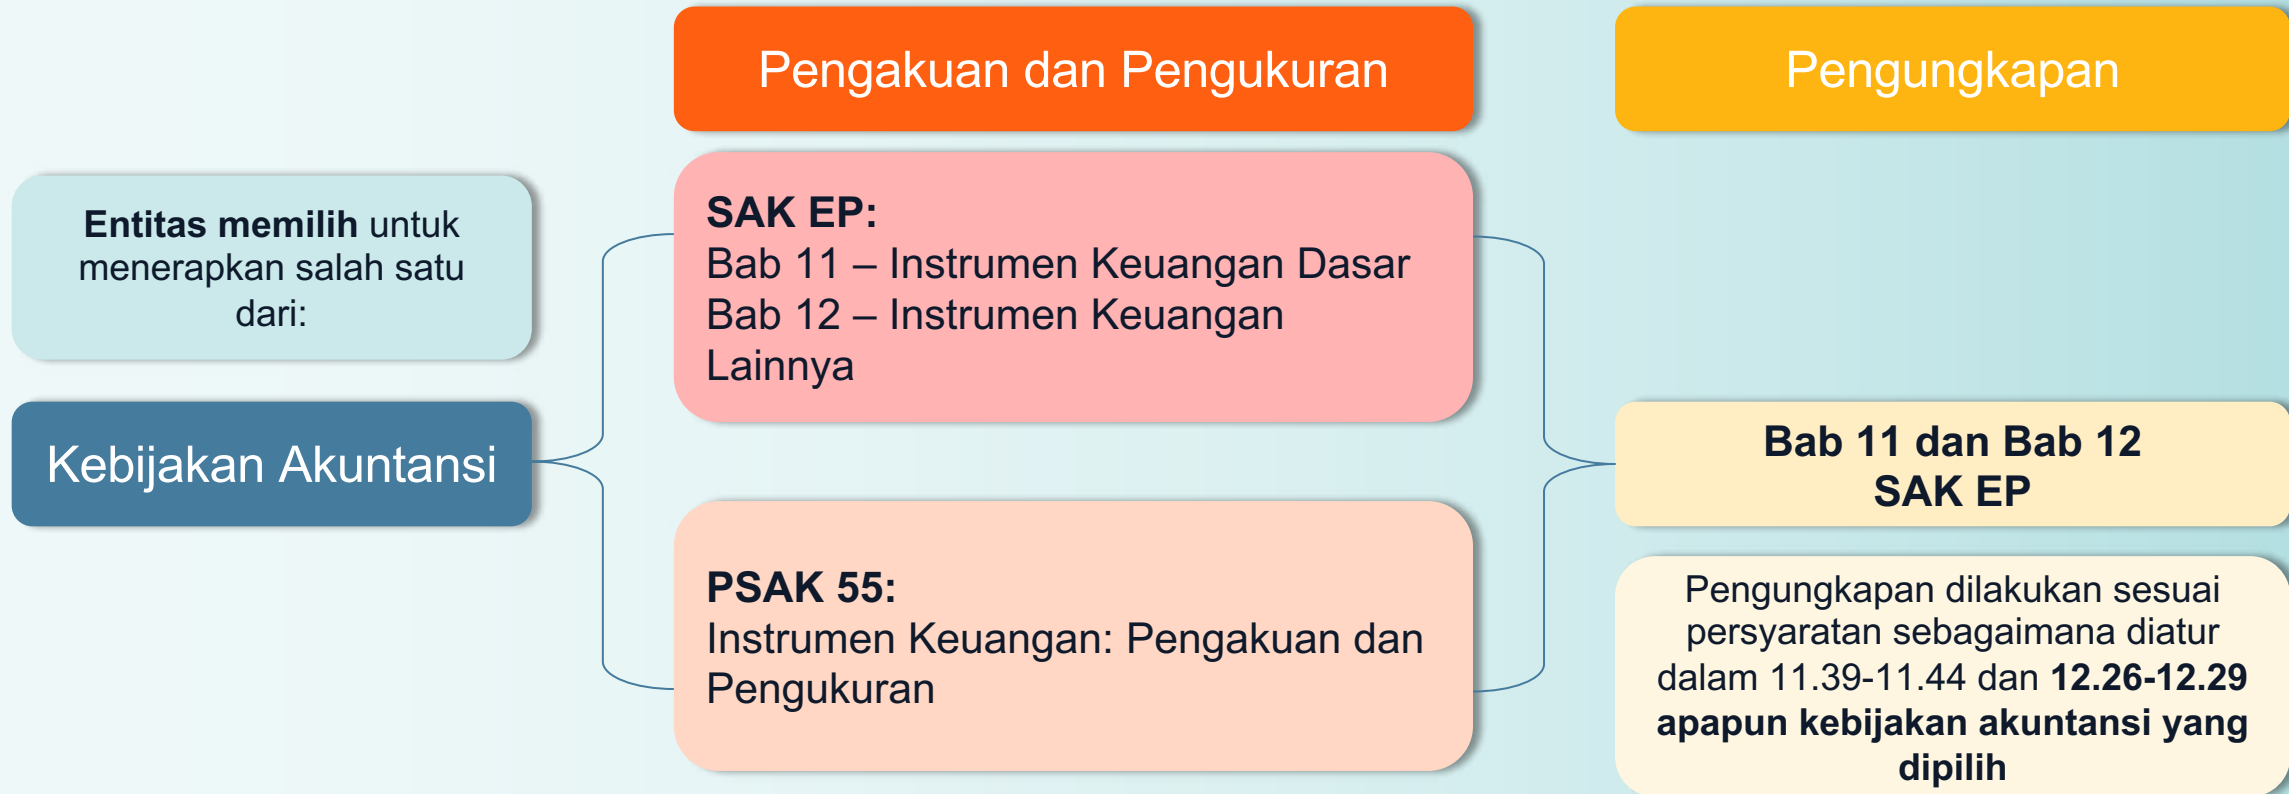 Pengakuan dan Pengukuran
Pengungkapan
Entitas memilih untuk
menerapkan salah satu
dari:
Kebijakan Akuntansi
SAK EP:
Bab 11 – Instrumen Keuangan Dasar
Bab 12 – Instrumen Keuangan
Lainnya
PSAK 55:
Instrumen Keuangan: Pengakuan dan
Pengukuran
Bab 11 dan Bab 12
SAK EP
Pengungkapan dilakukan sesuai
persyaratan sebagaimana diatur
dalam 11.39-11.44 dan 12.26-12.29
apapun kebijakan akuntansi yang
dipilih